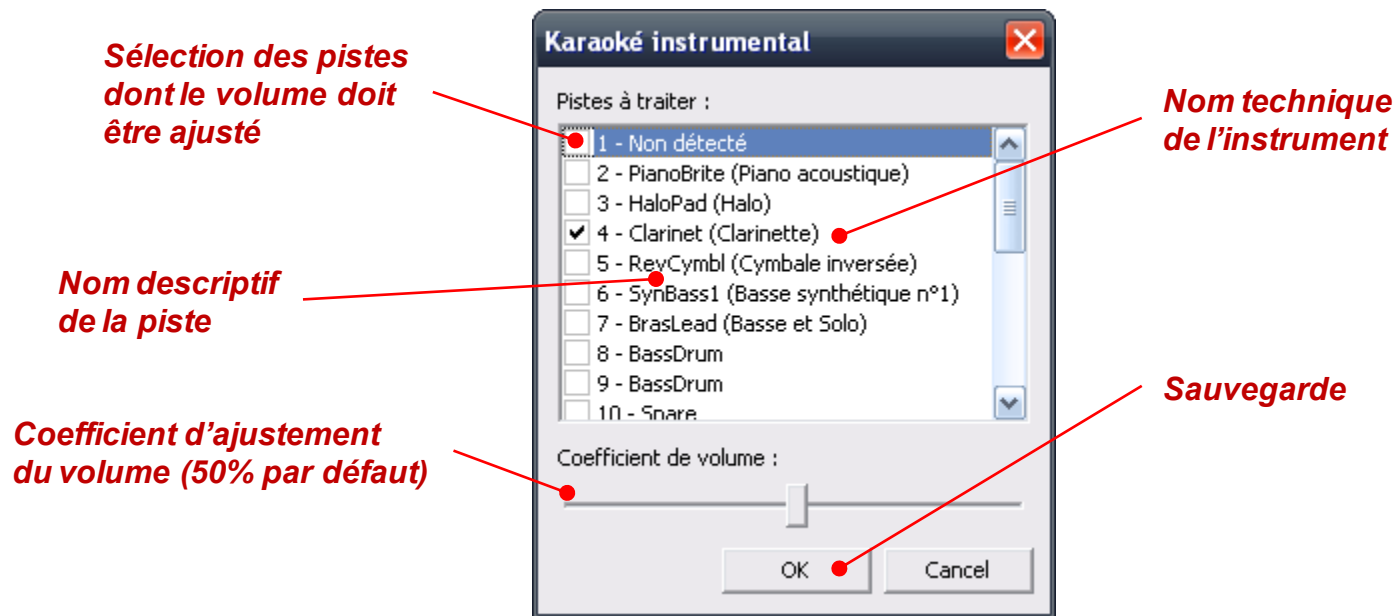 Karaoké instrumental
Sélection des pistes
dont le volume doit
être ajusté
Pistes à traiter :
Nom technique
de l'instrument
1 - Non détecté
2 - PianoBrite (Piano acoustique)
3 - HaloPad (Halo)
4 - Clarinet (Clarinette)
5 - RevCymbl (Cymbale inversée)
6 - SynBass1 (Basse synthétique n°1)
7 - BrasLead (Basse et Solo)
8 - BassDrum
9 - BassDrum
10 - Snare
Nom descriptif
de la piste
Sauvegarde
Coefficient d'ajustement
du volume (50% par défaut)
Coefficient de volume :
OK
Cancel